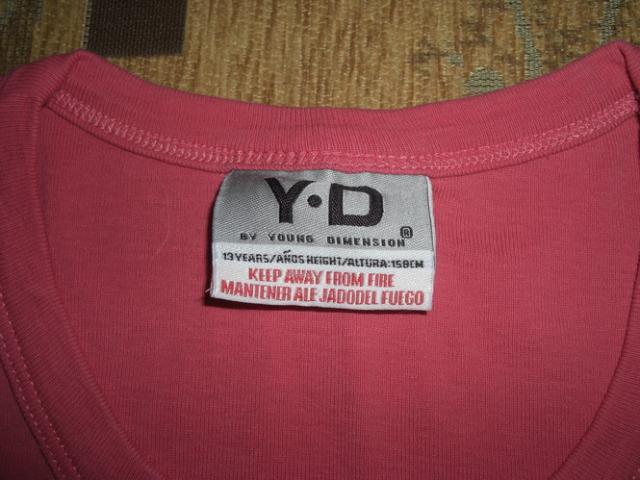 Y·D
BY YOUNG DIMENSION ®
13 YEARS/AÑOS HEIGHT/ALTURA:158CM
KEEP AWAY FROM FIRE
MANTENER ALE JADODEL FUEGO